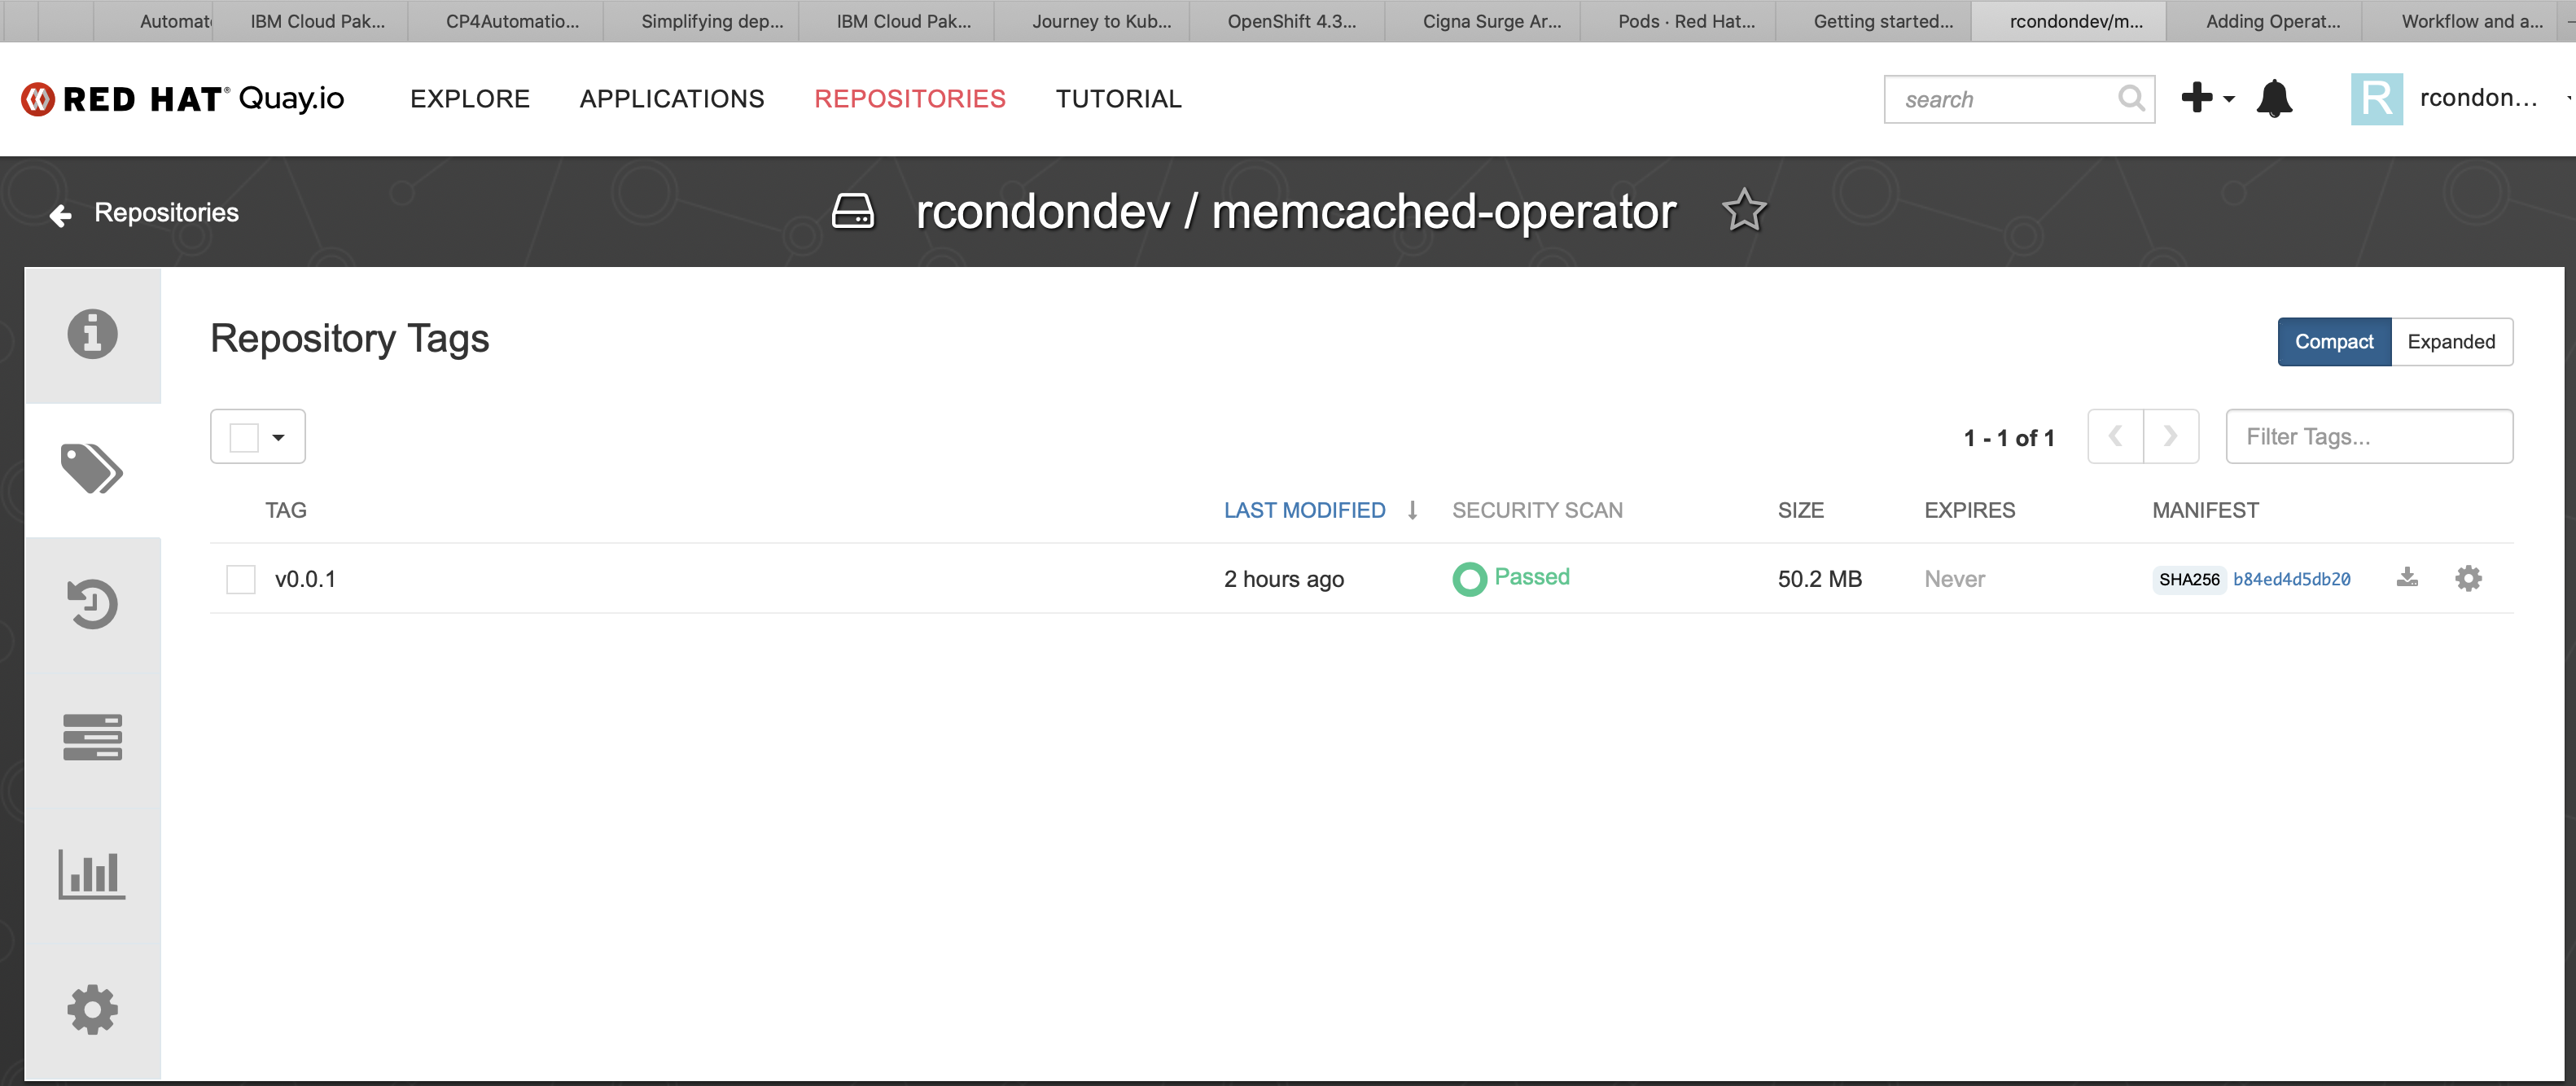 Automat IBM Cloud Pak... CP4Automatio... Simplifying dep... IBM Cloud Pak... Journey to Kub... OpenShift 4.3... Cigna Surge Ar... Pods · Red Hat... Getting started... rcondondev/m... Adding Operat... Workflow and a...
RED HAT® Quay.io EXPLORE APPLICATIONS REPOSITORIES TUTORIAL search R rcondon...
Repositories rcondondev / memcached-operator
Repository Tags Compact Expanded
1 - 1 of 1 Filter Tags...
TAG LAST MODIFIED SECURITY SCAN SIZE EXPIRES MANIFEST
v0.0.1 2 hours ago Passed 50.2 MB Never SHA256 b84ed4d5db20